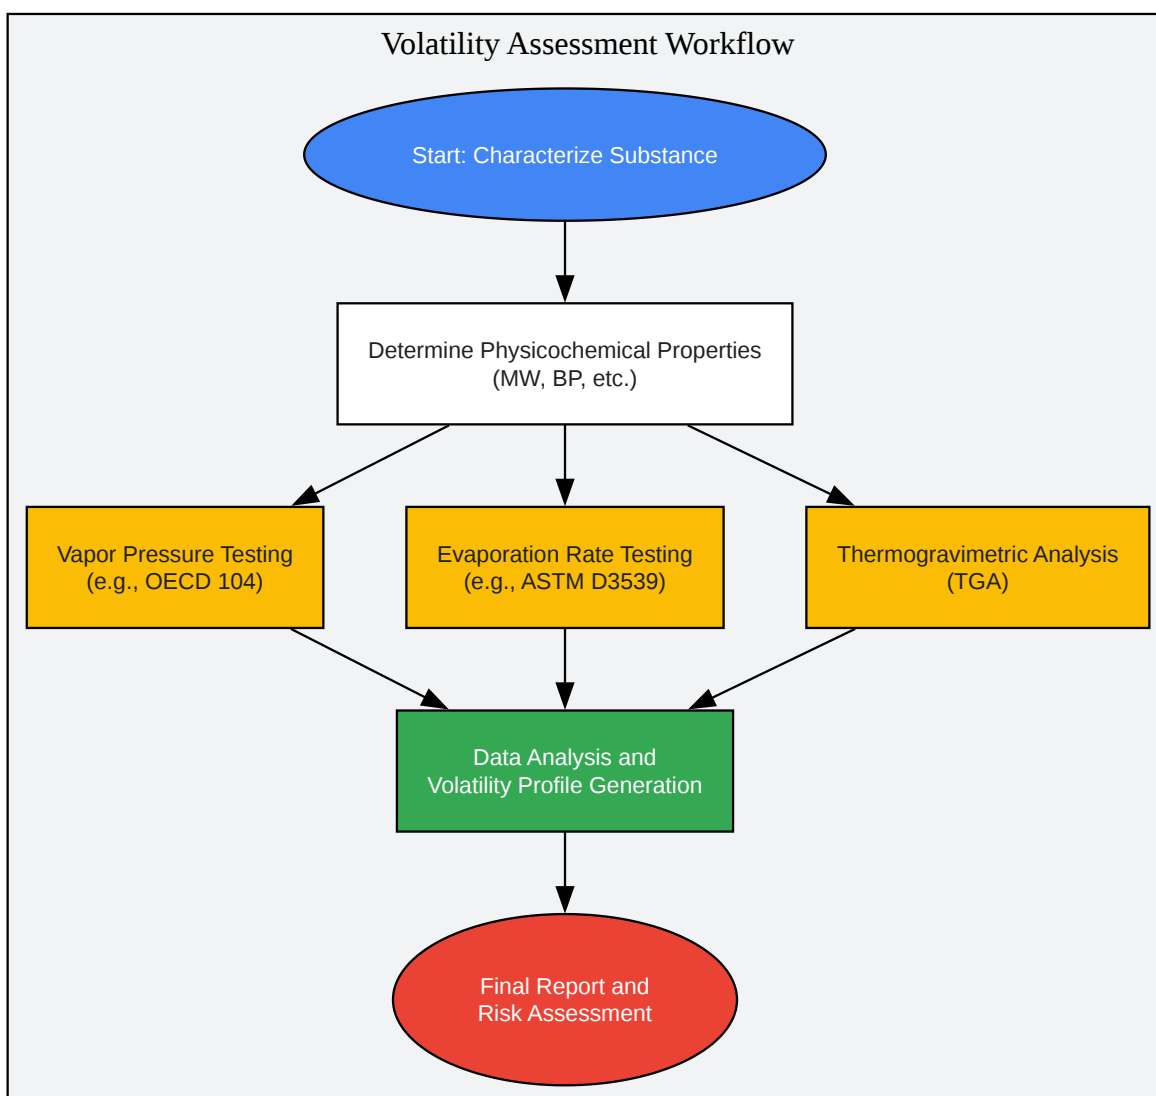 Volatility Assessment Workflow
Start: Characterize Substance
Determine Physicochemical Properties
(MW, BP, etc.)
Vapor Pressure Testing
(e.g., OECD 104)
Evaporation Rate Testing
(e.g., ASTM D3539)
Thermogravimetric Analysis
(TGA)
Data Analysis and
Volatility Profile Generation
Final Report and
Risk Assessment